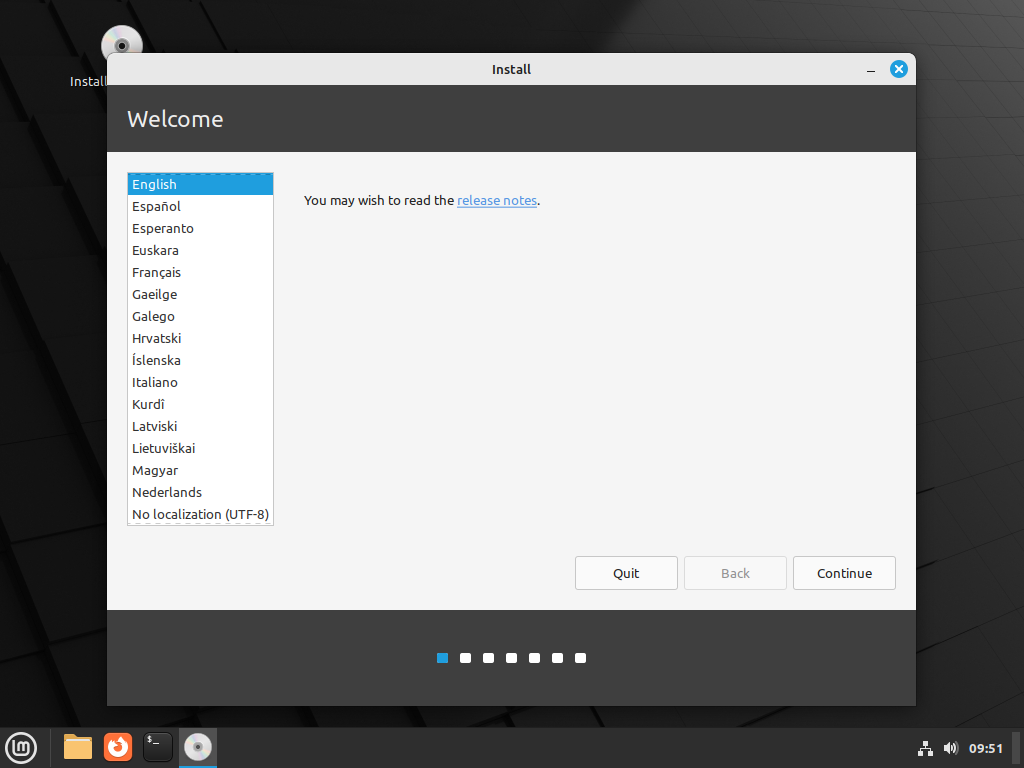 Install
Install
Welcome
English
Español
Esperanto
Euskara
Français
Gaeilge
Galego
Hrvatski
Íslenska
Italiano
Kurdî
Latviski
Lietuviškai
Magyar
Nederlands
No localization (UTF-8)
You may wish to read the release notes.
Quit
Back
Continue
$_
09:51